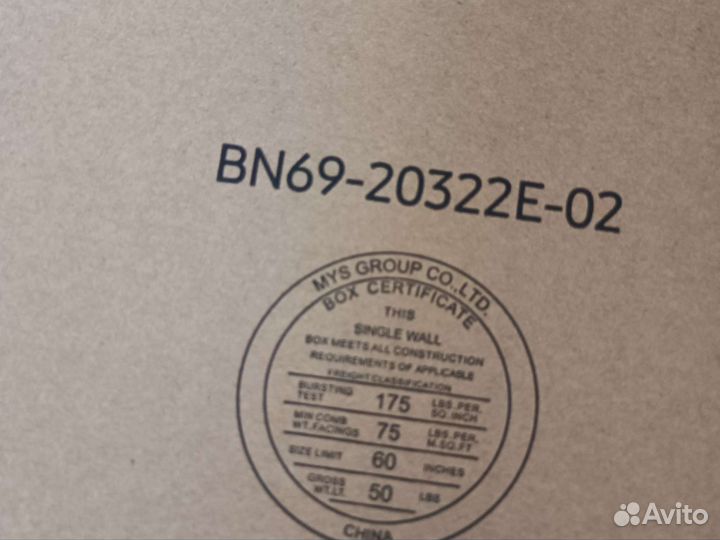 BN69-20322E-02
MYS GROUP CO.,LTD.
BOX CERTIFICATE
THIS
SINGLE WALL
BOX MEETS ALL CONSTRUCTION
REQUIREMENTS OF APPLICABLE
FREIGHT CLASSIFICATION
BURSTING TEST 175 LBS.PER. SQ.INCH
MIN COMB WT.FACINGS 75 LBS.PER. M.SQ.FT
SIZE LIMIT 60 INCHES
GROSS WT.LT. 50 LBS
CHINA
Avito